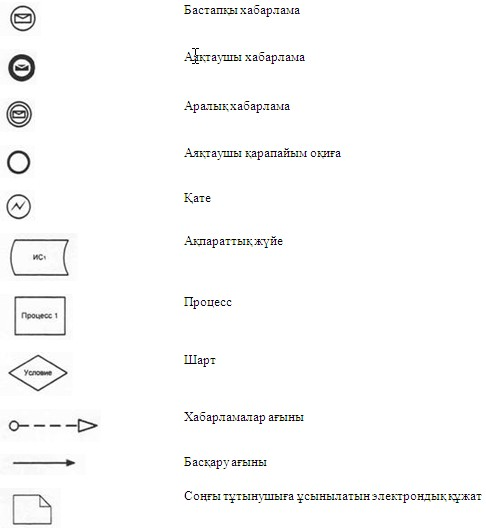 Бастапқы хабарлама
Аяқтаушы хабарлама
Аралық хабарлама
Аяқтаушы қарапайым оқиға
Қате
Ақпараттық жүйе
ИС1
Процесс
Процесс 1
Шарт
Условие
Хабарламалар ағыны
Басқару ағыны
Соңғы тұтынушыға ұсынылатын электрондық құжат